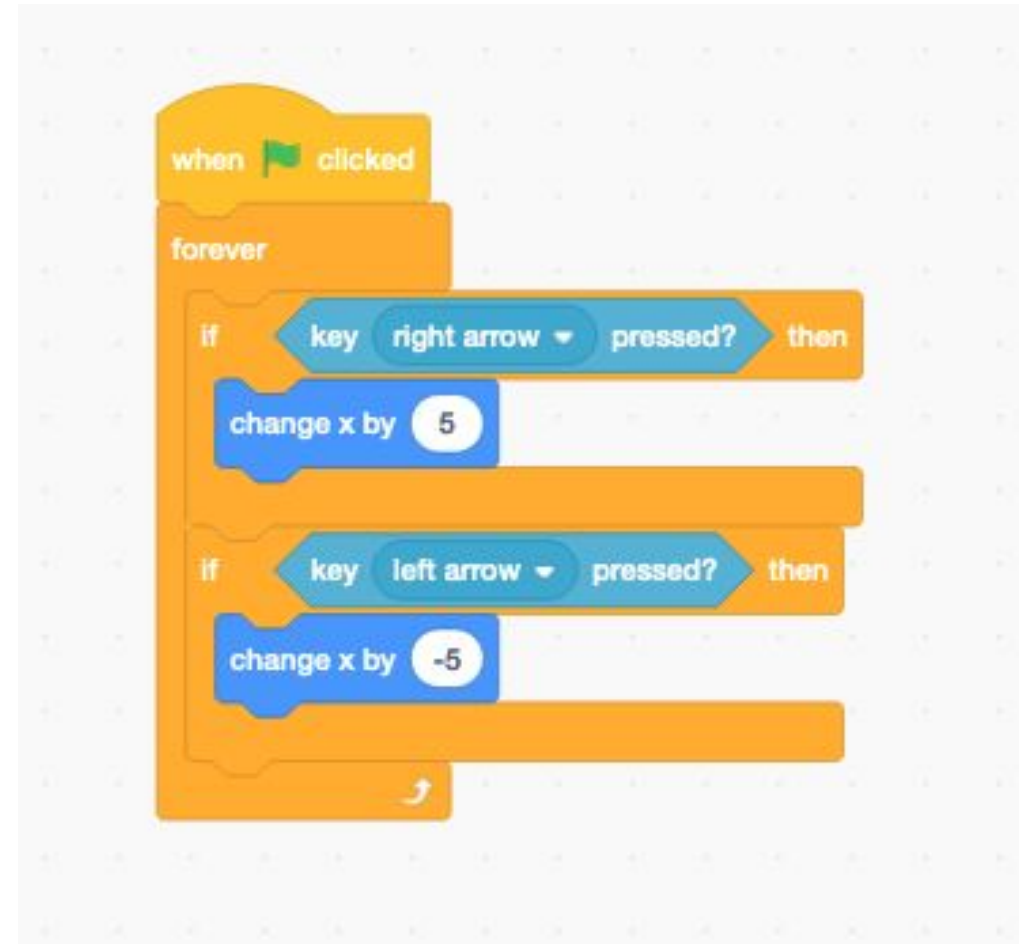 when clicked
forever
if key right arrow pressed? then
change x by 5
if key left arrow pressed? then
change x by -5